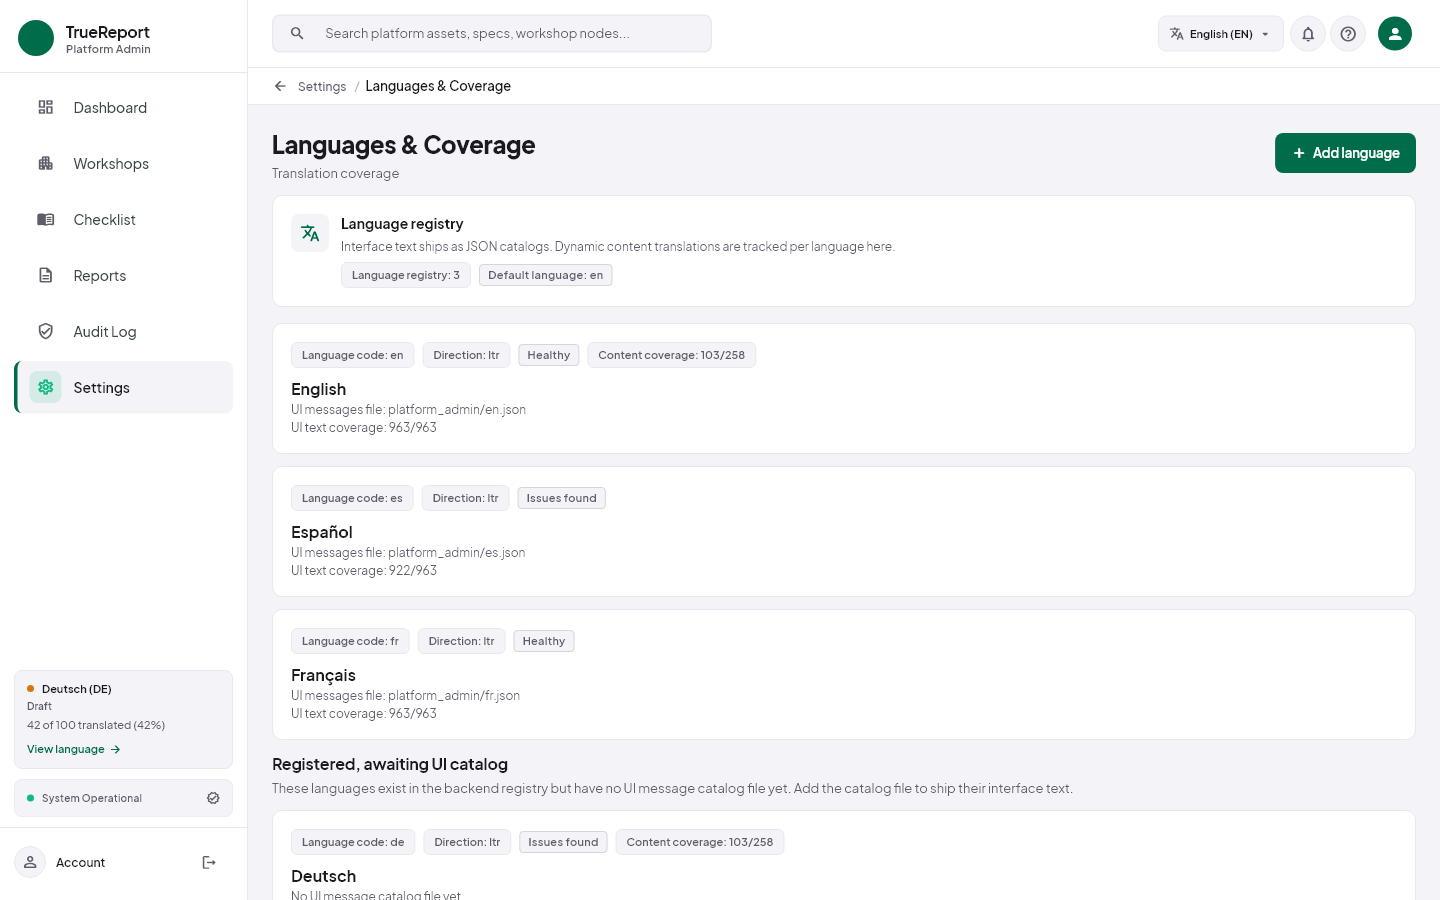 TrueReport
Platform Admin
Dashboard
Workshops
Checklist
Reports
Audit Log
Settings
Deutsch (DE)
Draft
42 of 100 translated (42%)
View language →
System Operational
Account
Search platform assets, specs, workshop nodes...
English (EN)
Settings / Languages & Coverage
Languages & Coverage
Translation coverage
+ Add language
Language registry
Interface text ships as JSON catalogs. Dynamic content translations are tracked per language here.
Language registry: 3 Default language: en
Language code: en Direction: ltr Healthy Content coverage: 103/258
English
UI messages file: platform_admin/en.json
UI text coverage: 963/963
Language code: es Direction: ltr Issues found
Español
UI messages file: platform_admin/es.json
UI text coverage: 922/963
Language code: fr Direction: ltr Healthy
Français
UI messages file: platform_admin/fr.json
UI text coverage: 963/963
Registered, awaiting UI catalog
These languages exist in the backend registry but have no UI message catalog file yet. Add the catalog file to ship their interface text.
Language code: de Direction: ltr Issues found Content coverage: 103/258
Deutsch
No UI message catalog file yet